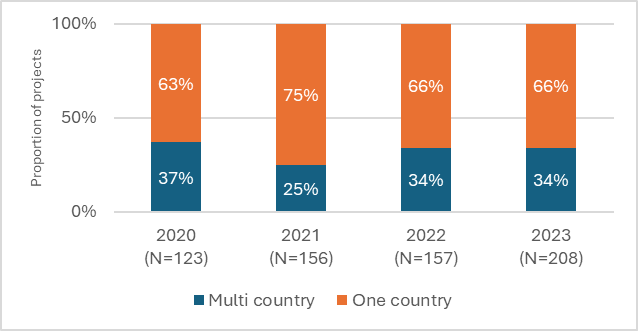 Proportion of projects
100%
50%
0%
63%
75%
66%
66%
37%
25%
34%
34%
2020
(N=123)
2021
(N=156)
2022
(N=157)
2023
(N=208)
Multi country
One country